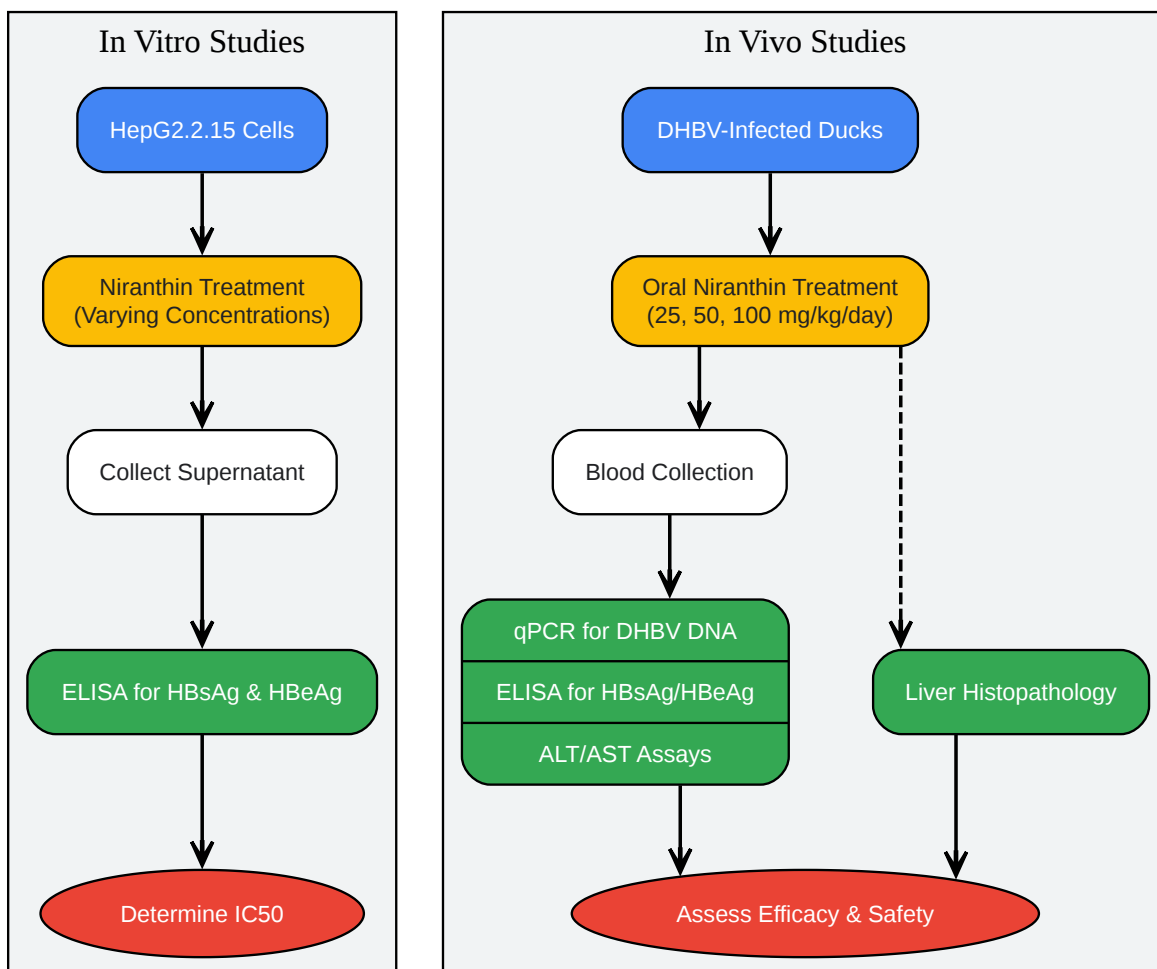 In Vitro Studies
HepG2.2.15 Cells
Niranthin Treatment
(Varying Concentrations)
Collect Supernatant
ELISA for HBsAg & HBeAg
Determine IC50
In Vivo Studies
DHBV-Infected Ducks
Oral Niranthin Treatment
(25, 50, 100 mg/kg/day)
Blood Collection
qPCR for DHBV DNA
ELISA for HBsAg/HBeAg
ALT/AST Assays
Liver Histopathology
Assess Efficacy & Safety